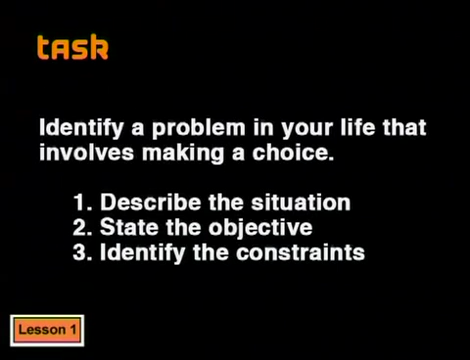 task
Identify a problem in your life that
involves making a choice.
1. Describe the situation
2. State the objective
3. Identify the constraints
Lesson 1